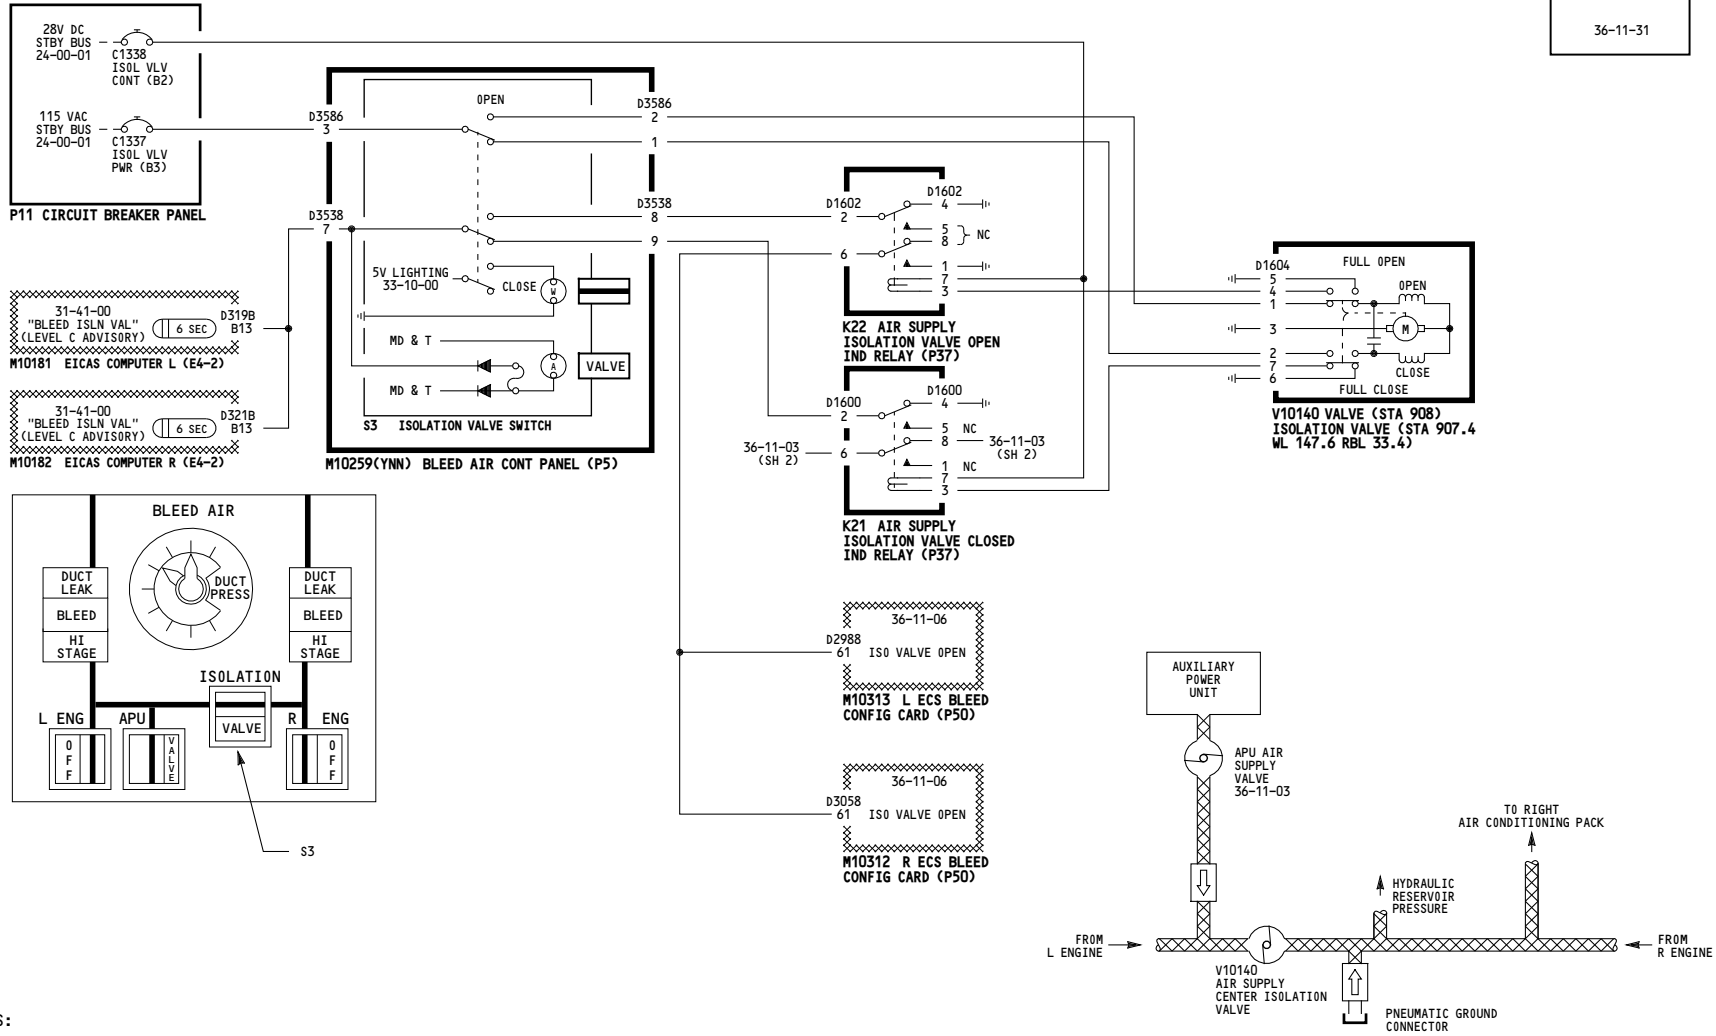 36-11-31
28V DC
STBY BUS
24-00-01
C1338
ISOL VLV
CONT (B2)
115 VAC
STBY BUS
24-00-01
C1337
ISOL VLV
PWR (B3)
P11 CIRCUIT BREAKER PANEL
31-41-00
"BLEED ISLN VAL"
(LEVEL C ADVISORY)
6 SEC
D319B
B13
M10181 EICAS COMPUTER L (E4-2)
31-41-00
"BLEED ISLN VAL"
(LEVEL C ADVISORY)
6 SEC
D321B
B13
M10182 EICAS COMPUTER R (E4-2)
D3586
3
D3538
7
OPEN
5V LIGHTING
33-10-00
CLOSE
W
MD & T
A
MD & T
VALVE
S3 ISOLATION VALVE SWITCH
D3586
2
1
D3538
8
9
M10259(YNN) BLEED AIR CONT PANEL (P5)
D1602
2
6
D1602
4
5
8
NC
1
7
3
K22 AIR SUPPLY
ISOLATION VALVE OPEN
IND RELAY (P37)
D1600
2
36-11-03
(SH 2)
6
D1600
4
5 NC
8
36-11-03
(SH 2)
1 NC
7
3
K21 AIR SUPPLY
ISOLATION VALVE CLOSED
IND RELAY (P37)
D1604
5
4
1
3
2
7
6
FULL OPEN
OPEN
M
CLOSE
FULL CLOSE
V10140 VALVE (STA 908)
ISOLATION VALVE (STA 907.4
WL 147.6 RBL 33.4)
36-11-06
D2988
61 ISO VALVE OPEN
M10313 L ECS BLEED
CONFIG CARD (P50)
36-11-06
D3058
61 ISO VALVE OPEN
M10312 R ECS BLEED
CONFIG CARD (P50)
BLEED AIR
DUCT
PRESS
DUCT
LEAK
BLEED
HI
STAGE
DUCT
LEAK
BLEED
HI
STAGE
ISOLATION
VALVE
L ENG
APU
R ENG
OFF
VALVE
OFF
S3
AUXILIARY
POWER
UNIT
APU AIR
SUPPLY
VALVE
36-11-03
TO RIGHT
AIR CONDITIONING PACK
HYDRAULIC
RESERVOIR
PRESSURE
FROM
L ENGINE
FROM
R ENGINE
V10140
AIR SUPPLY
CENTER ISOLATION
VALVE
PNEUMATIC GROUND
CONNECTOR
S: